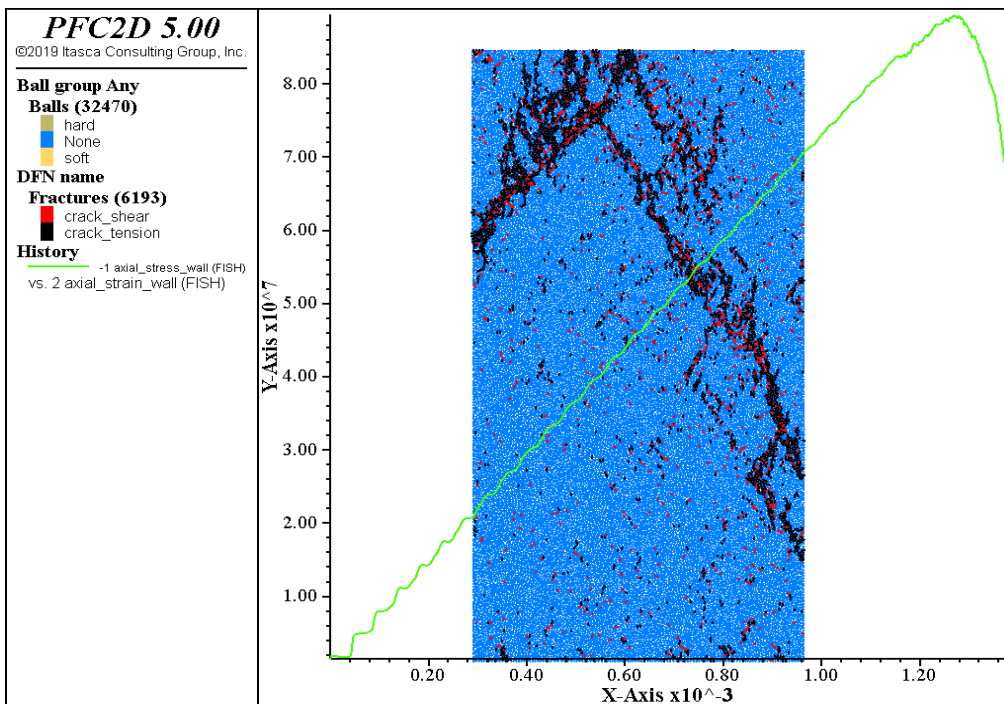 PFC2D 5.00
©2019 Itasca Consulting Group, Inc.
Ball group Any
Balls (32470)
hard
None
soft
DFN name
Fractures (6193)
crack_shear
crack_tension
History
-1 axial_stress_wall (FISH)
vs. 2 axial_strain_wall (FISH)
Y-Axis x10^7
8.00
7.00
6.00
5.00
4.00
3.00
2.00
1.00
0.20 0.40 0.60 0.80 1.00 1.20
X-Axis x10^-3